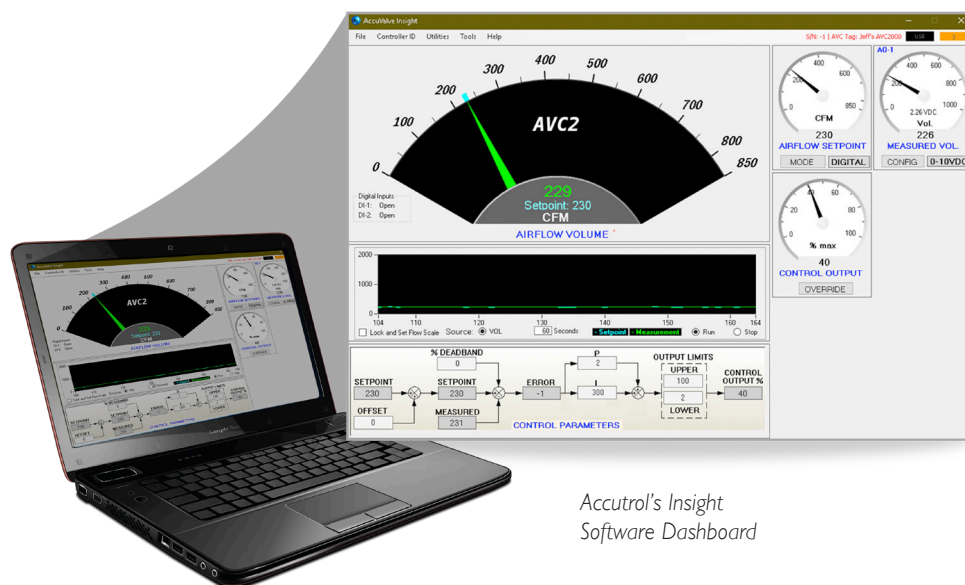 AccuValve Insight
File Controller ID Utilities Tools Help
S/N: -1 | AVC Tag: Jeff's AVC2000
USB
0 100 200 300 400 500 600 700 800 850
AVC2
229
Setpoint: 230
CFM
Digital Inputs
DI-1: Open
DI-2: Open
AIRFLOW VOLUME *
0 200 400 600 850
CFM
230
AIRFLOW SETPOINT
MODE DIGITAL
AO-1
0 200 400 600 800 1000
2.26 VDC
Vol.
226
MEASURED VOL.
CONFIG 0-10VDC
0 20 40 60 80 100
% max
40
CONTROL OUTPUT
OVERRIDE
2000
1000
0
104 110 120 130 140 150 160 164
Lock and Set Flow Scale Source: VOL 60 Seconds - Setpoint - Measurement Run Stop
% DEADBAND
0
SETPOINT
230
OFFSET
0
SETPOINT
230
MEASURED
231
ERROR
-1
P
2
I
300
OUTPUT LIMITS
UPPER
100
2
LOWER
CONTROL
OUTPUT %
40
CONTROL PARAMETERS
Accutrol's Insight
Software Dashboard